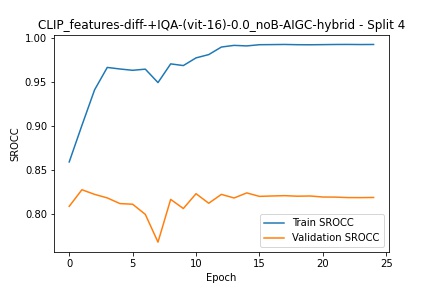 CLIP_features-diff-+IQA-(vit-16)-0.0_noB-AIGC-hybrid - Split 4
1.00
0.95
0.90
0.85
0.80
SROCC
Train SROCC
Validation SROCC
0 5 10 15 20 25
Epoch